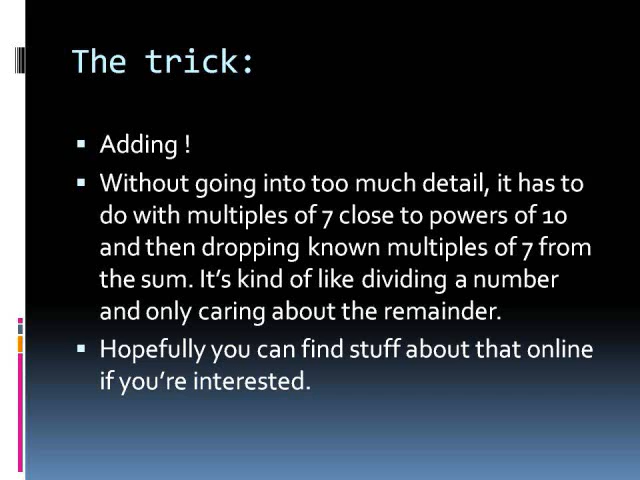 The trick:
Adding !
Without going into too much detail, it has to
do with multiples of 7 close to powers of 10
and then dropping known multiples of 7 from
the sum. It's kind of like dividing a number
and only caring about the remainder.
Hopefully you can find stuff about that online
if you're interested.